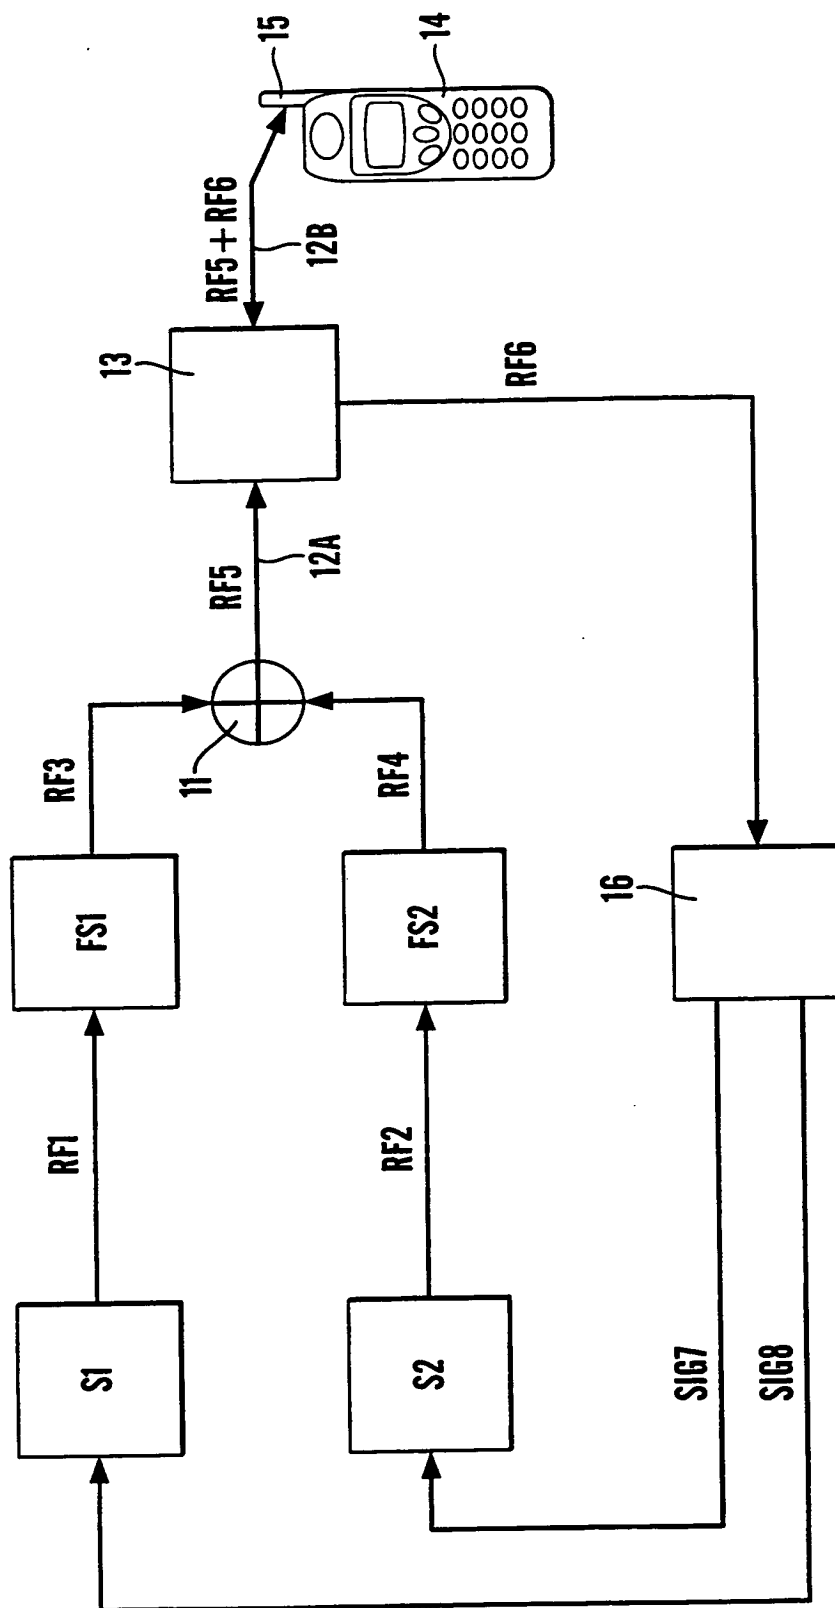 S1
RF1
FS1
RF3
S2
RF2
FS2
RF4
11
RF5
12A
13
RF5+RF6
12B
15
14
RF6
16
SIG7
SIG8